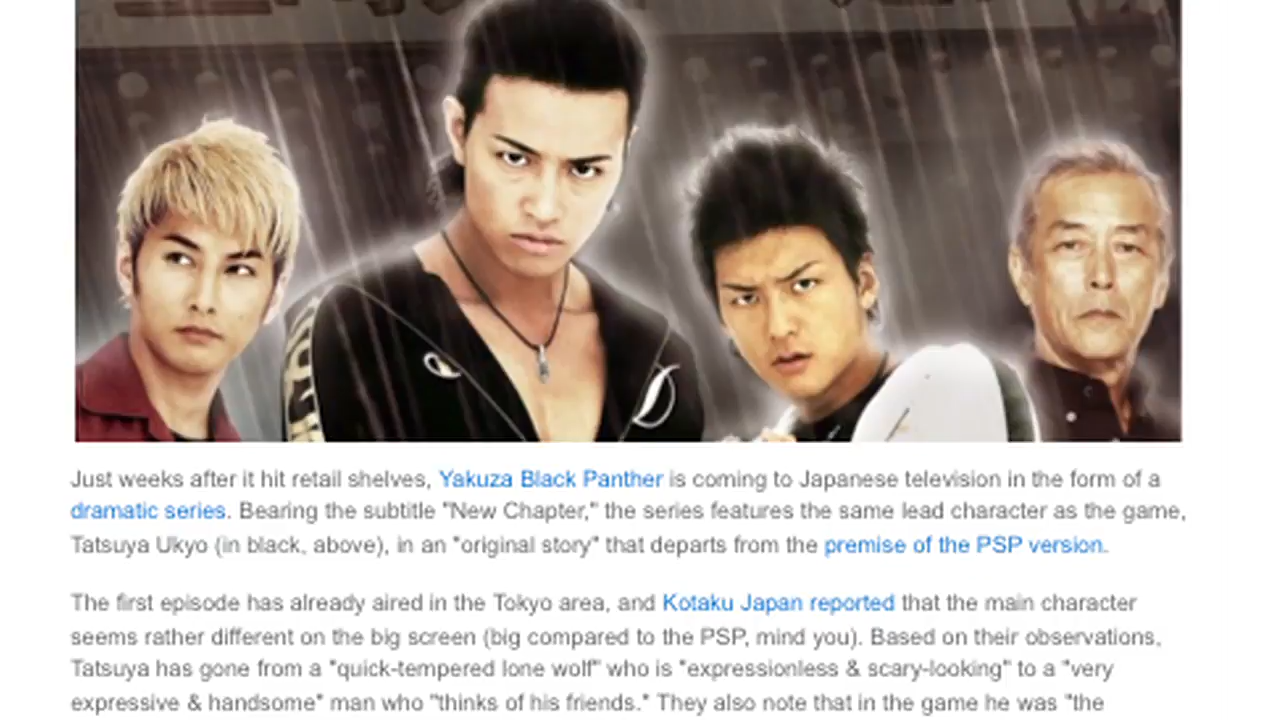 Just weeks after it hit retail shelves, Yakuza Black Panther is coming to Japanese television in the form of a
dramatic series. Bearing the subtitle "New Chapter," the series features the same lead character as the game,
Tatsuya Ukyo (in black, above), in an "original story" that departs from the premise of the PSP version.
The first episode has already aired in the Tokyo area, and Kotaku Japan reported that the main character
seems rather different on the big screen (big compared to the PSP, mind you). Based on their observations,
Tatsuya has gone from a "quick-tempered lone wolf" who is "expressionless & scary-looking" to a "very
expressive & handsome" man who "thinks of his friends." They also note that in the game he was "the